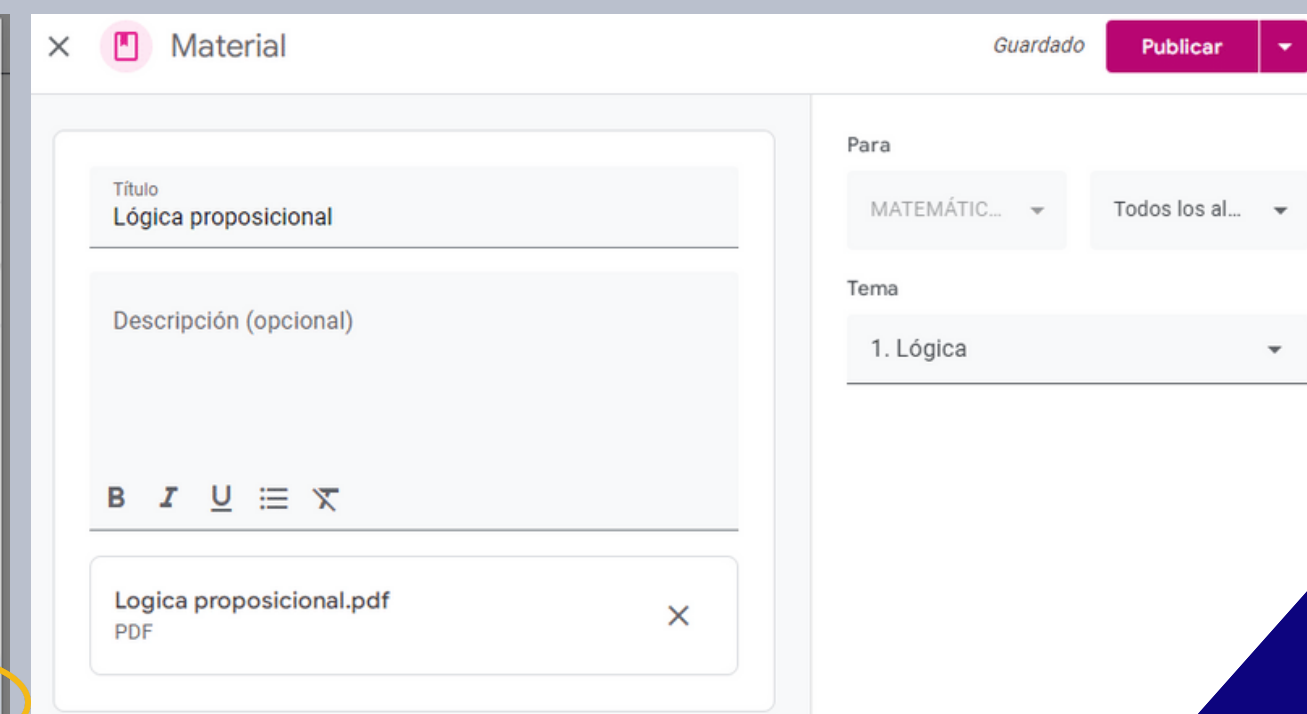 Material
Guardado
Publicar
Título
Lógica proposicional
Descripción (opcional)
B I U
Logica proposicional.pdf
PDF
Para
MATEMÁTIC...
Todos los al...
Tema
1. Lógica